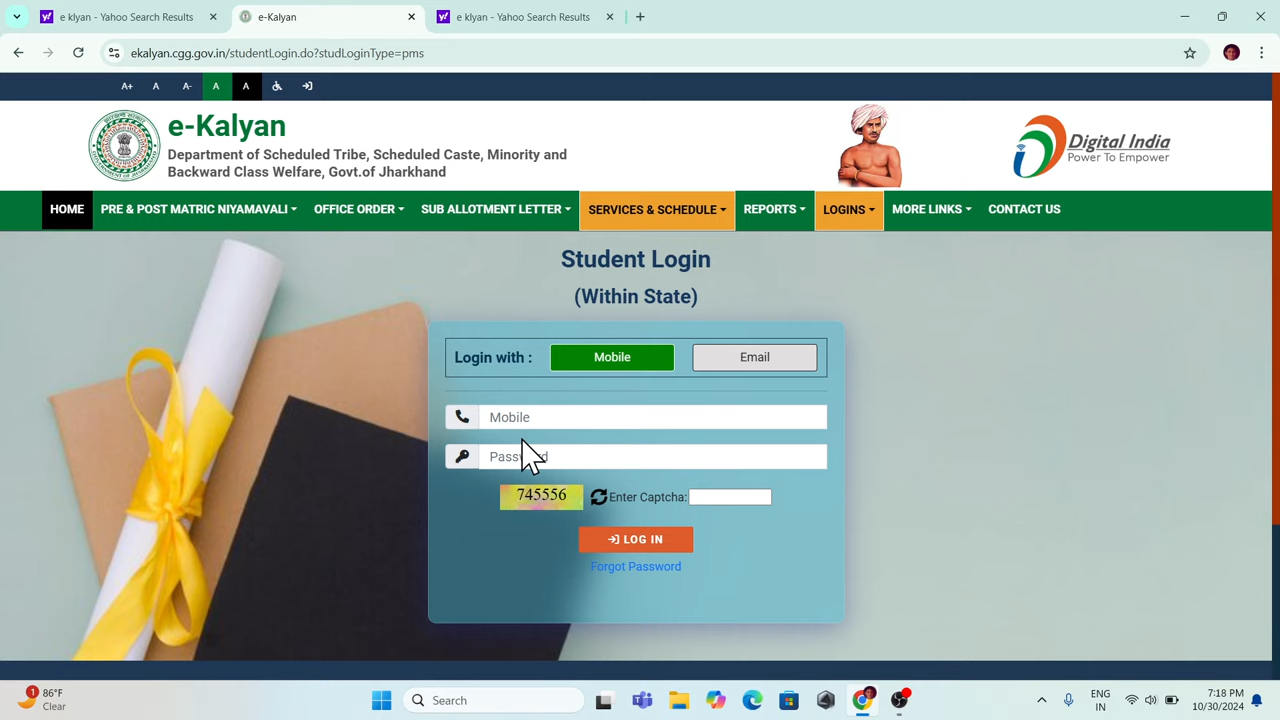 e klyan - Yahoo Search Results
e-Kalyan
e klyan - Yahoo Search Results
ekalyan.cgg.gov.in/studentLogin.do?studLoginType=pms
A+ A A- A A
e-Kalyan
Department of Scheduled Tribe, Scheduled Caste, Minority and
Backward Class Welfare, Govt.of Jharkhand
Digital India
Power To Empower
HOME PRE & POST MATRIC NIYAMAVALI OFFICE ORDER SUB ALLOTMENT LETTER SERVICES & SCHEDULE REPORTS LOGINS MORE LINKS CONTACT US
Student Login
(Within State)
Login with : Mobile Email
Mobile
Password
745556 Enter Captcha:
LOG IN
Forgot Password
1 86°F
Clear
Search
ENG
IN
7:18 PM
10/30/2024